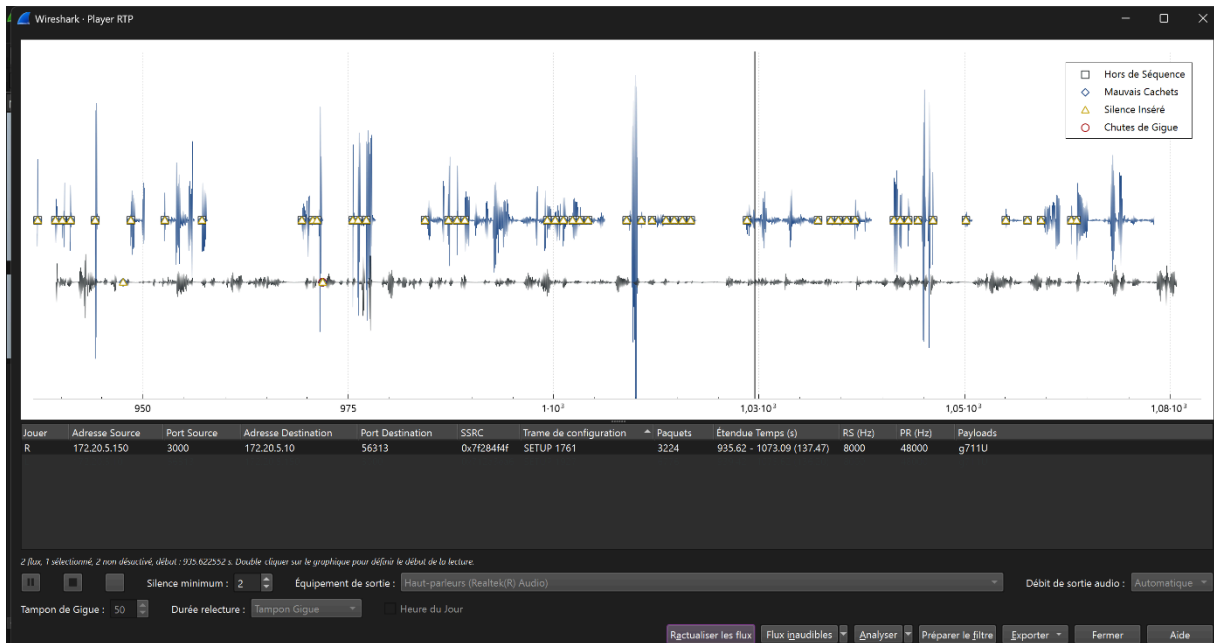 Wireshark · Player RTP
Hors de Séquence
Mauvais Cachets
Silence Inséré
Chutes de Gigue
950 975 1·10³ 1,03·10³ 1,05·10³ 1,08·10³
Jouer Adresse Source Port Source Adresse Destination Port Destination SSRC Trame de configuration Paquets Étendue Temps (s) RS (Hz) PR (Hz) Payloads
R 172.20.5.150 3000 172.20.5.10 56313 0x7f284f4f SETUP 1761 3224 935.62 - 1073.09 (137.47) 8000 48000 g711U
2 flux, 1 sélectionné, 2 non désactivé, début : 935.622552 s. Double cliquer sur le graphique pour définir le début de la lecture.
Silence minimum : 2 Équipement de sortie : Haut-parleurs (Realtek(R) Audio) Débit de sortie audio : Automatique
Tampon de Gigue : 50 Durée relecture : Tampon Gigue Heure du Jour
Ractualiser les flux Flux inaudibles Analyser Préparer le filtre Exporter Fermer Aide